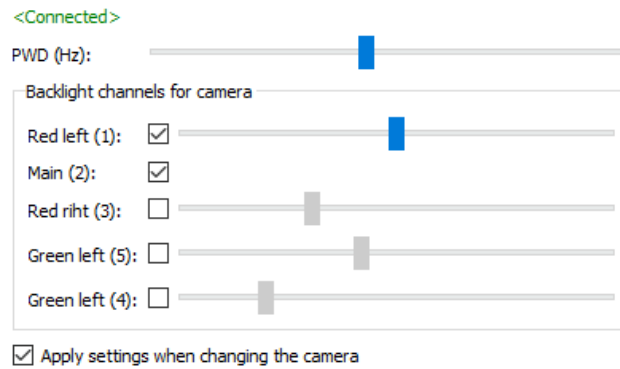 <Connected>
PWD (Hz):
Backlight channels for camera
Red left (1):
Main (2):
Red riht (3):
Green left (5):
Green left (4):
Apply settings when changing the camera